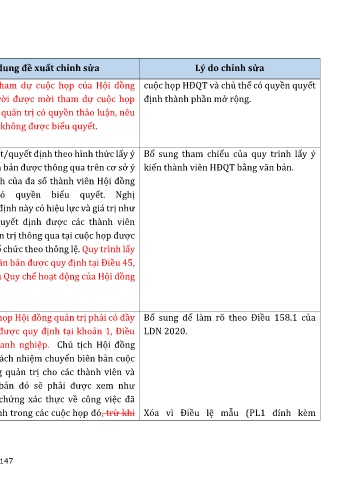 dung đề xuất chỉnh sửa
Lý do chỉnh sửa
ham dự cuộc họp của Hội đồng
ời được mời tham dự cuộc họp
quản trị có quyền thảo luận, nêu
không được biểu quyết.
cuộc họp HĐQT và chủ thể có quyền quyết
định thành phần mở rộng.
t/quyết định theo hình thức lấy ý
bản được thông qua trên cơ sở ý
h của đa số thành viên Hội đồng
ó quyền biểu quyết. Nghị
định này có hiệu lực và giá trị như
uyết định được các thành viên
n trị thông qua tại cuộc họp được
chức theo thông lệ. Quy trình lấy
ăn bản được quy định tại Điều 45,
Quy chế hoạt động của Hội đồng
Bổ sung tham chiếu của quy trình lấy ý
kiến thành viên HĐQT bằng văn bản.
họp Hội đồng quản trị phải có đầy
được quy định tại khoản 1, Điều
anh nghiệp. Chủ tịch Hội đồng
ách nhiệm chuyển biên bản cuộc
g quản trị cho các thành viên và
bản đó sẽ phải được xem như
chứng xác thực về công việc đã
nh trong các cuộc họp đó, trừ khi
Bổ sung để làm rõ theo Điều 158.1 của
LDN 2020.
Xóa vì Điều lệ mẫu (PL1 đính kèm
147